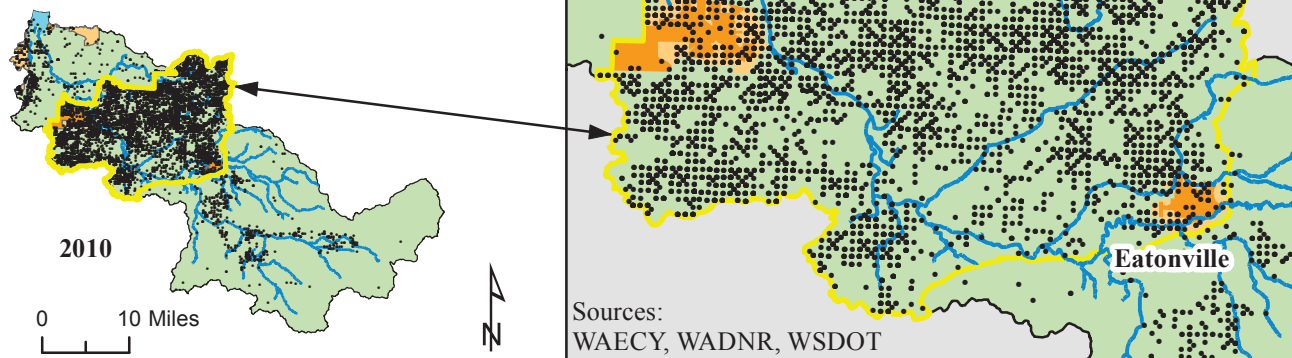 2010
0 10 Miles
N
Eatonville
Sources:
WAECY, WADNR, WSDOT